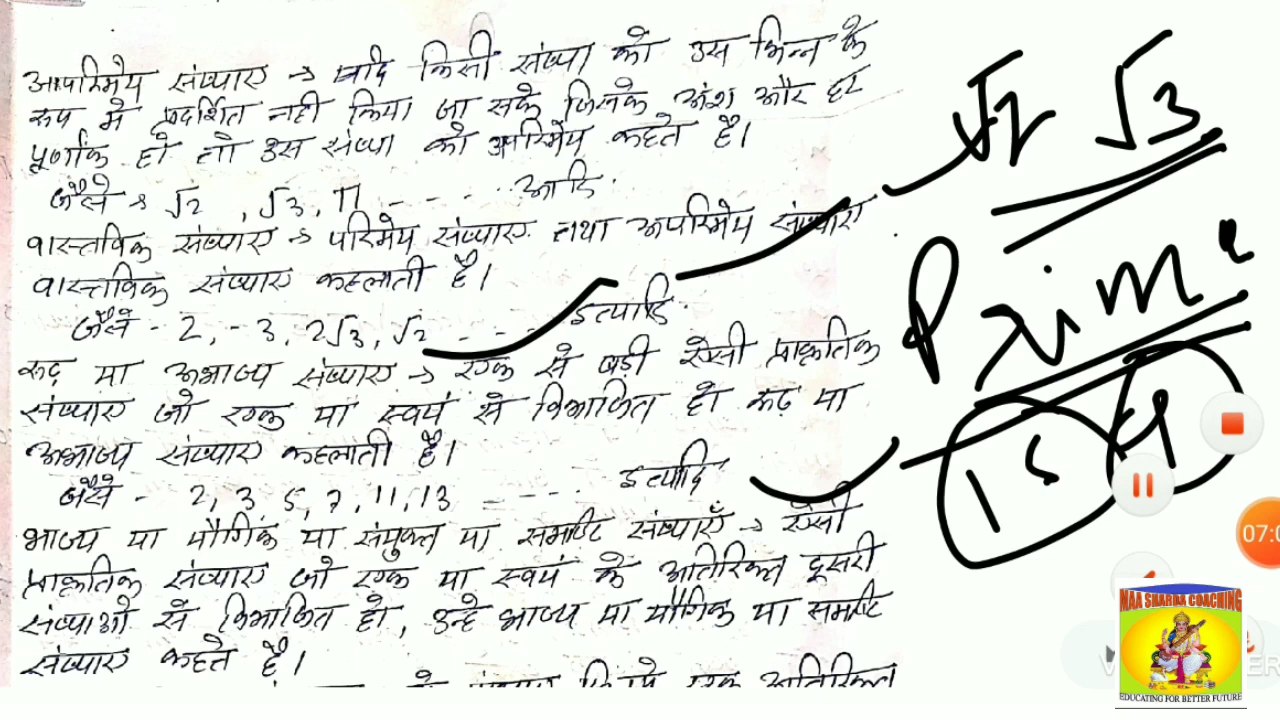 अपरिमेय संख्याए → यदि किसी संख्या को उस भिन्न के
रूप में प्रदर्शित नही किया जा सके जिसके अंश और हर
पूर्णांक हो तो उस संख्या को अपरिमेय कहते है।
जैसे → √2 , √3, π - - - - आदि.
वास्तविक संख्याए → परिमेय संख्याए तथा अपरिमेय संख्याए
वास्तविक संख्याए कहलाती है।
जैसे - 2, -3, 2√3, √2 - - - - इत्यादि.
रूढ़ या अभाज्य संख्याए → एक से बड़ी ऐसी प्राकृतिक
संख्याए जो एक या स्वयं से विभाजित हो रूढ़ या
अभाज्य संख्याए कहलाती है।
जैसे - 2, 3 5, 7, 11, 13 - - - -. इत्यादि
भाज्य या यौगिक या संयुक्त या समष्टि संख्याएँ → ऐसी
प्राकृतिक संख्याए जो एक या स्वयं के अतिरिक्त दूसरी
संख्याओ से विभाजित हो, उन्हे भाज्य या यौगिक या समष्टि
संख्याए कहते है।
एक अतिरिक्त
√2 √3
Prime
07:0
MAA SHARDA COACHING
EDUCATING FOR BETTER FUTURE